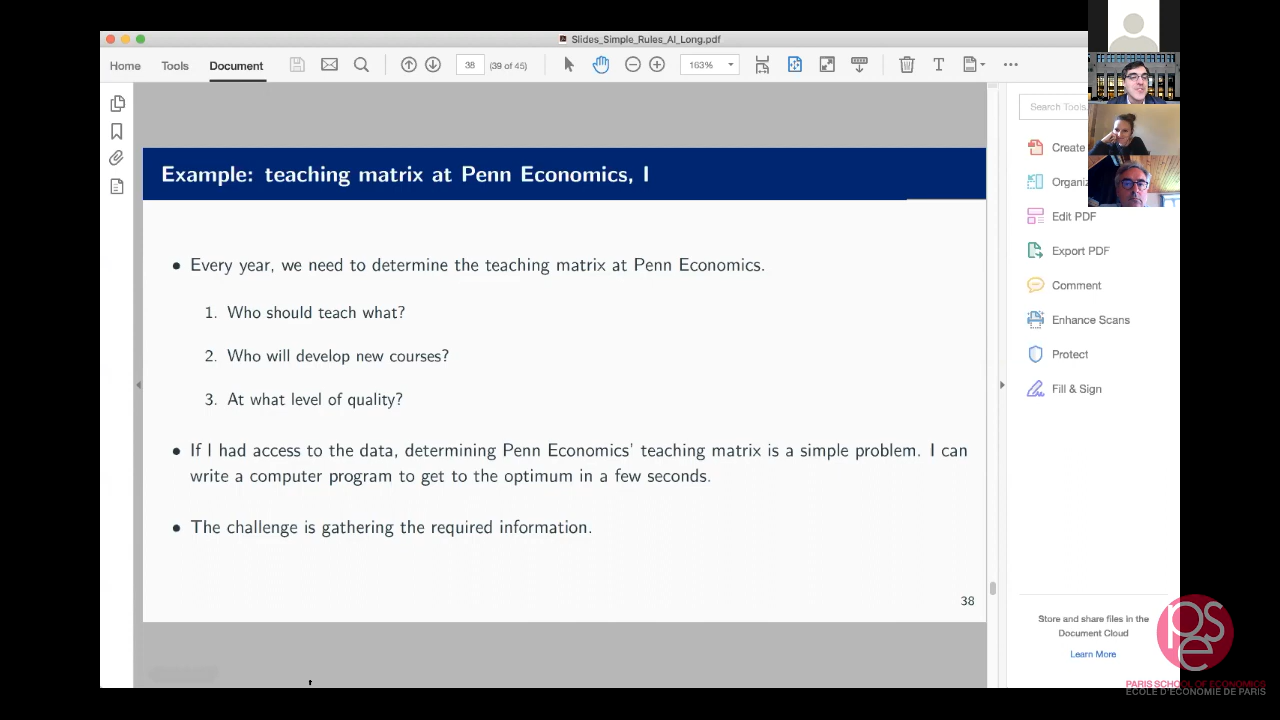 Slides_Simple_Rules_AI_Long.pdf
Home Tools Document 38 (39 of 45) 163%
Example: teaching matrix at Penn Economics, I
• Every year, we need to determine the teaching matrix at Penn Economics.
1. Who should teach what?
2. Who will develop new courses?
3. At what level of quality?
• If I had access to the data, determining Penn Economics' teaching matrix is a simple problem. I can
write a computer program to get to the optimum in a few seconds.
• The challenge is gathering the required information.
38
Search Tools
Create
Organiz
Edit PDF
Export PDF
Comment
Enhance Scans
Protect
Fill & Sign
Store and share files in the
Document Cloud
Learn More
pse
PARIS SCHOOL OF ECONOMICS
ECOLE D'ECONOMIE DE PARIS